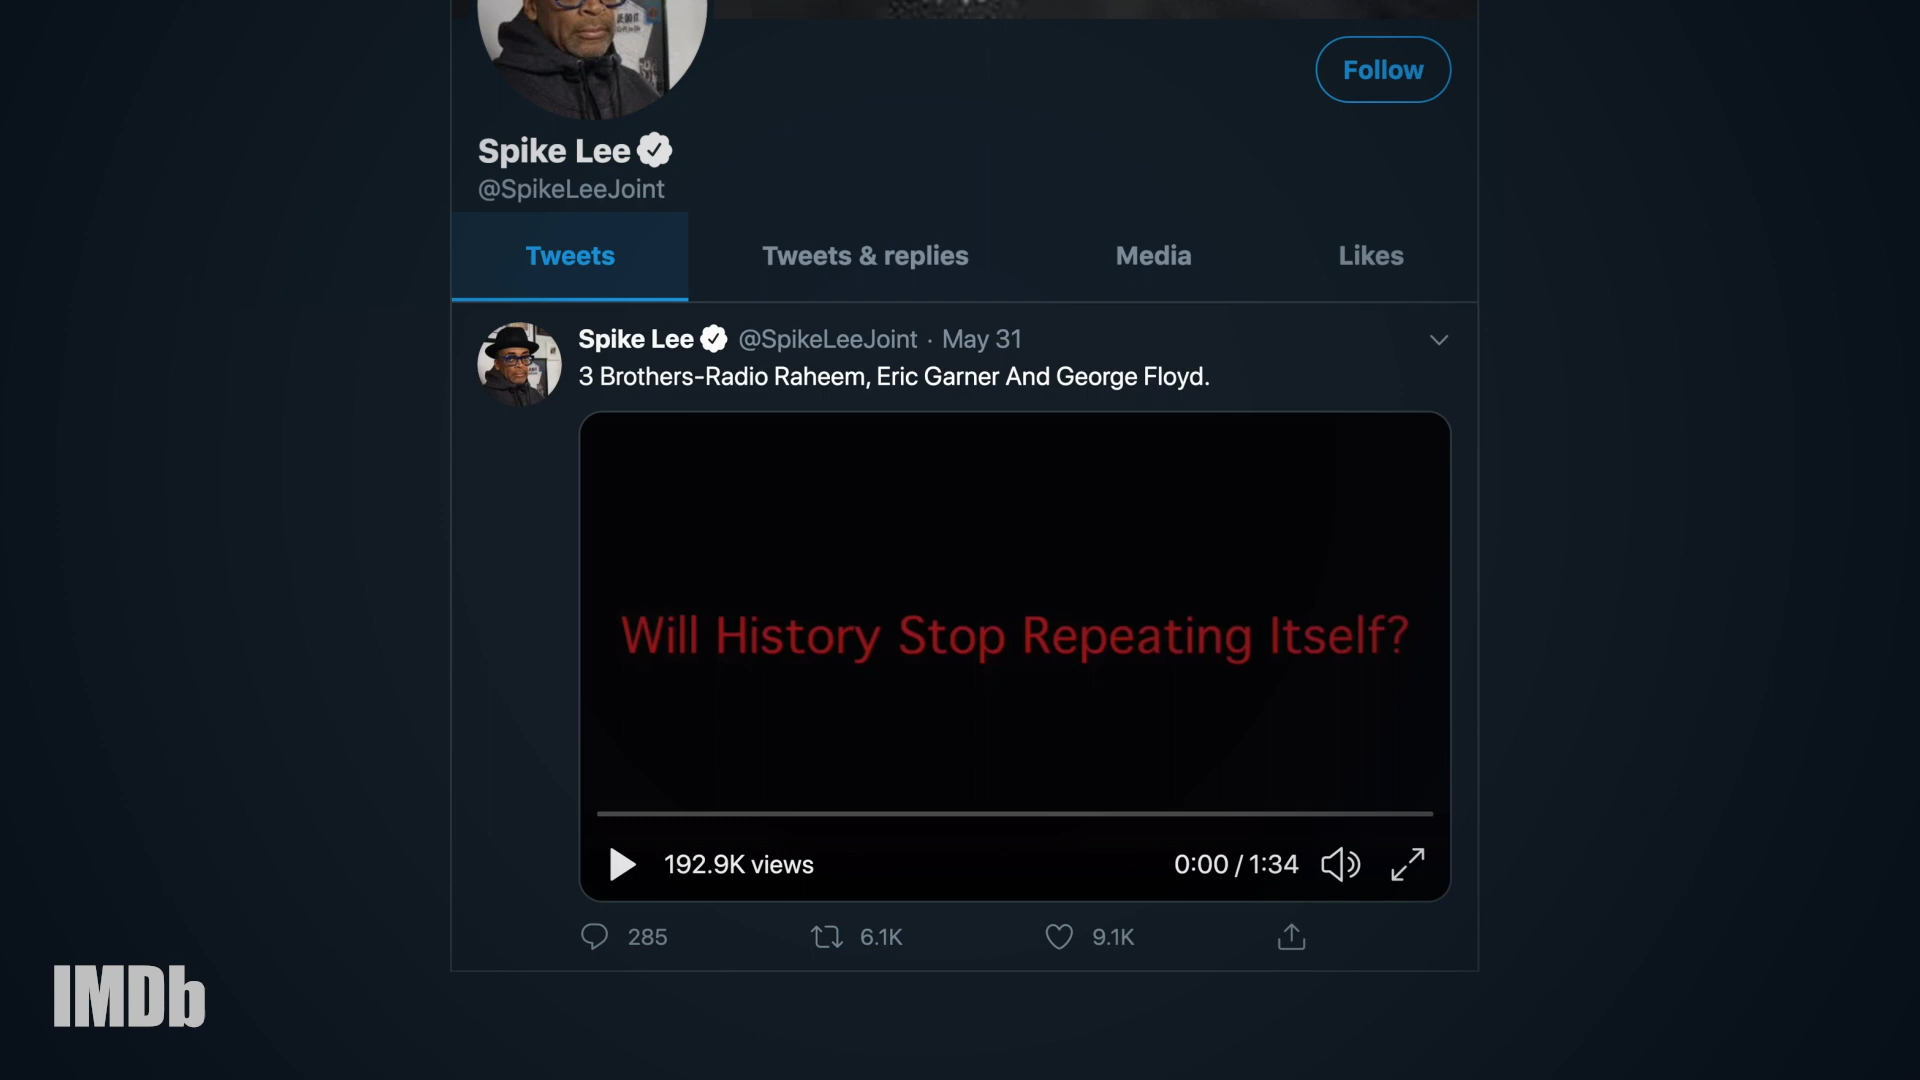 Follow
Spike Lee
@SpikeLeeJoint
Tweets
Tweets & replies
Media
Likes
Spike Lee @SpikeLeeJoint · May 31
3 Brothers-Radio Raheem, Eric Garner And George Floyd.
Will History Stop Repeating Itself?
192.9K views
0:00 / 1:34
285
6.1K
9.1K
IMDb